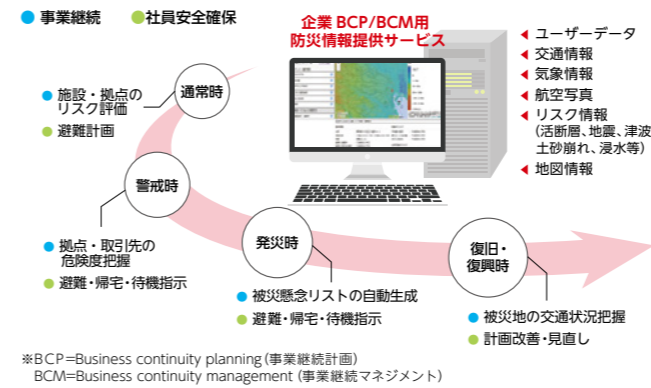 ● 事業継続 ●社員安全確保
企業 BCP/BCM用
防災情報提供サービス
◀ ユーザーデータ
◀ 交通情報
◀ 気象情報
◀ 航空写真
◀ リスク情報
(活断層、地震、津波
土砂崩れ、浸水等)
◀ 地図情報
通常時
● 施設・拠点の
リスク評価
● 避難計画
警戒時
● 拠点・取引先の
危険度把握
● 避難・帰宅・待機指示
発災時
● 被災懸念リストの自動生成
● 避難・帰宅・待機指示
復旧・
復興時
● 被災地の交通状況把握
● 計画改善・見直し
※BCP=Business continuity planning(事業継続計画)
BCM=Business continuity management (事業継続マネジメント)